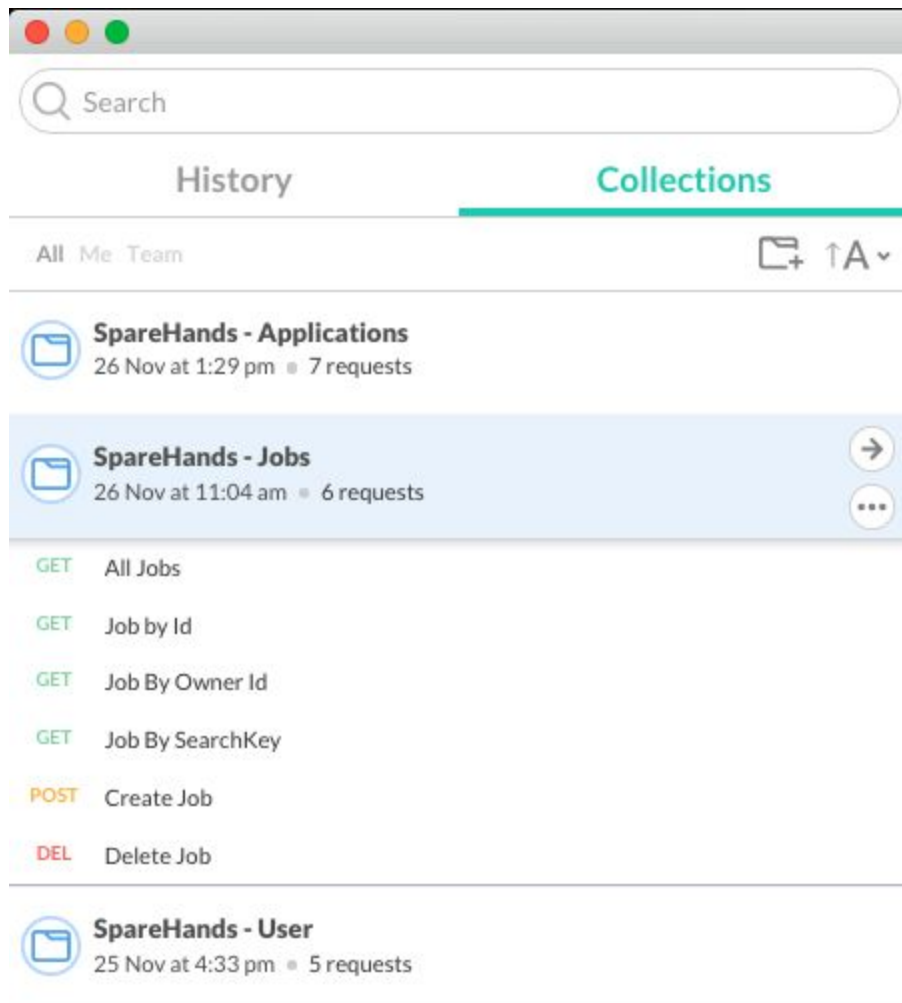 Search
History Collections
All Me Team ↑A
SpareHands - Applications
26 Nov at 1:29 pm • 7 requests
SpareHands - Jobs
26 Nov at 11:04 am • 6 requests
GET All Jobs
GET Job by Id
GET Job By Owner Id
GET Job By SearchKey
POST Create Job
DEL Delete Job
SpareHands - User
25 Nov at 4:33 pm • 5 requests